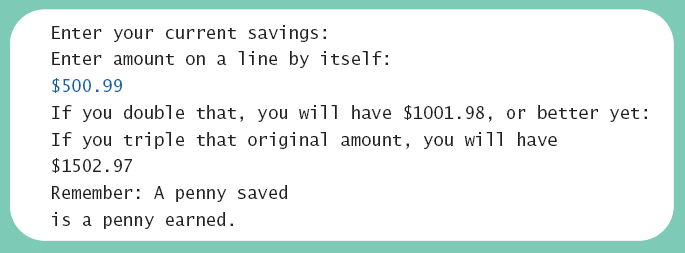 Enter your current savings:
Enter amount on a line by itself:
$500.99
If you double that, you will have $1001.98, or better yet:
If you triple that original amount, you will have
$1502.97
Remember: A penny saved
is a penny earned.